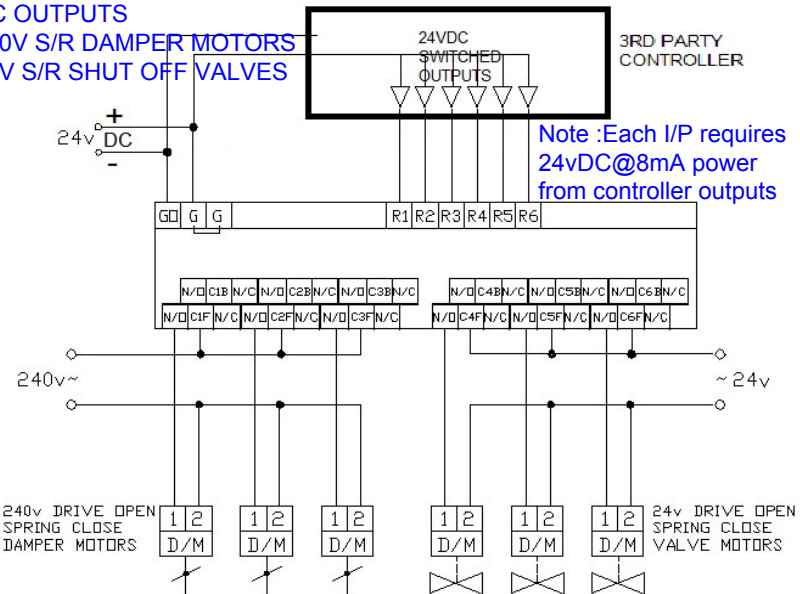 OUTPUTS
S/R DAMPER MOTORS
S/R SHUT OFF VALVES
24VDC
SWITCHED
OUTPUTS
3RD PARTY
CONTROLLER
+
24v DC
-
Note :Each I/P requires
24vDC@8mA power
from controller outputs
GO G G R1 R2 R3 R4 R5 R6
N/O C1B N/C N/O C2B N/C N/O C3B N/C N/O C4B N/C N/O C5B N/C N/O C6B N/C
N/O C1F N/C N/O C2F N/C N/O C3F N/C N/O C4F N/C N/O C5F N/C N/O C6F N/C
240v~ ~ 24v
240v DRIVE OPEN
SPRING CLOSE
DAMPER MOTORS
1 2 1 2 1 2 1 2 1 2 1 2
D/M D/M D/M D/M D/M D/M
24v DRIVE OPEN
SPRING CLOSE
VALVE MOTORS